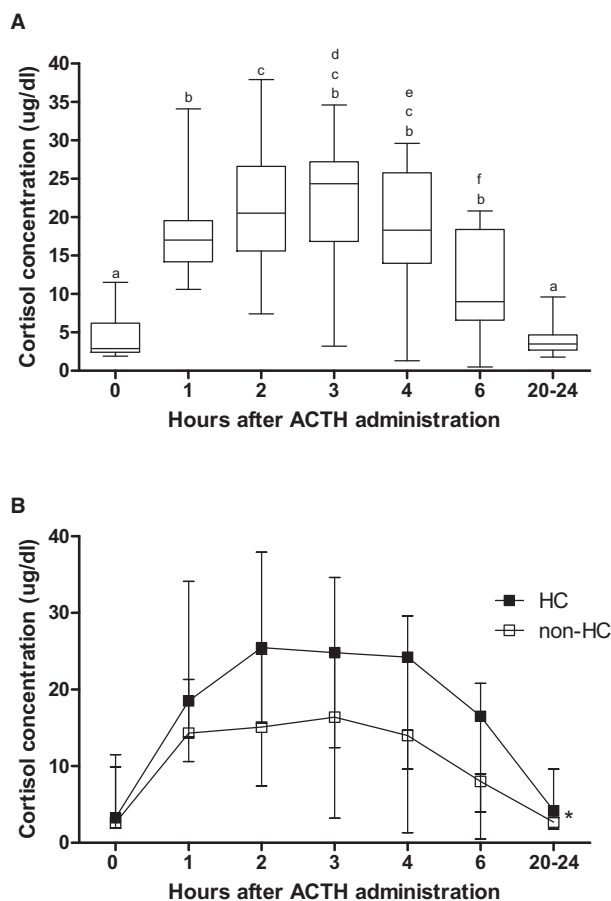 A
Cortisol concentration (ug/dl)
40
35
30
25
20
15
10
5
0
a
b
c
d
c
b
e
c
b
f
b
a
0 1 2 3 4 6 20-24
Hours after ACTH administration
B
Cortisol concentration (ug/dl)
40
30
20
10
0
HC
non-HC
*
0 1 2 3 4 6 20-24
Hours after ACTH administration